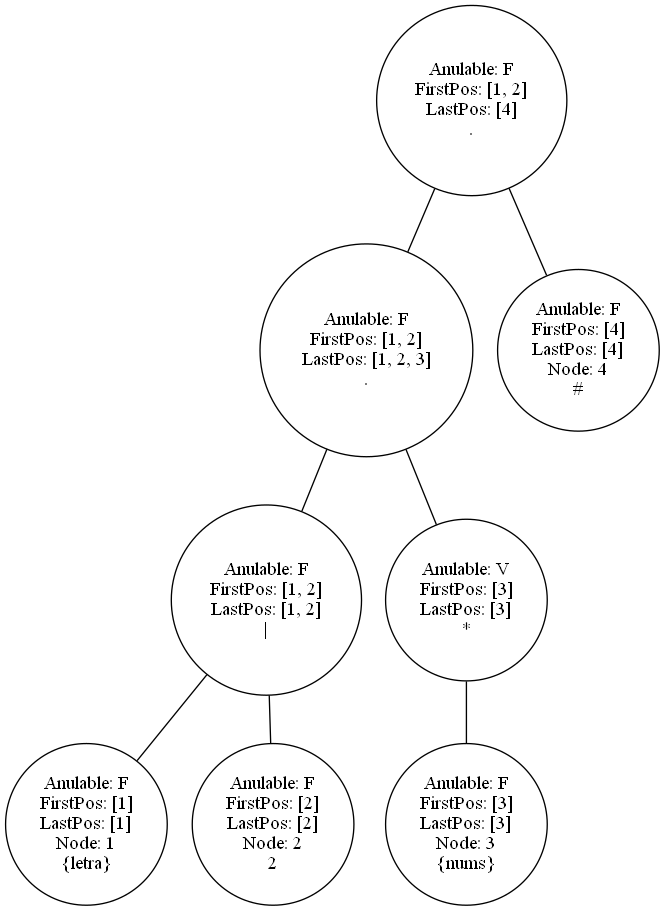 Anulable: F
FirstPos: [1, 2]
LastPos: [4]
.
Anulable: F
FirstPos: [1, 2]
LastPos: [1, 2, 3]
.
Anulable: F
FirstPos: [4]
LastPos: [4]
Node: 4
#
Anulable: F
FirstPos: [1, 2]
LastPos: [1, 2]
|
Anulable: V
FirstPos: [3]
LastPos: [3]
*
Anulable: F
FirstPos: [1]
LastPos: [1]
Node: 1
{letra}
Anulable: F
FirstPos: [2]
LastPos: [2]
Node: 2
2
Anulable: F
FirstPos: [3]
LastPos: [3]
Node: 3
{nums}